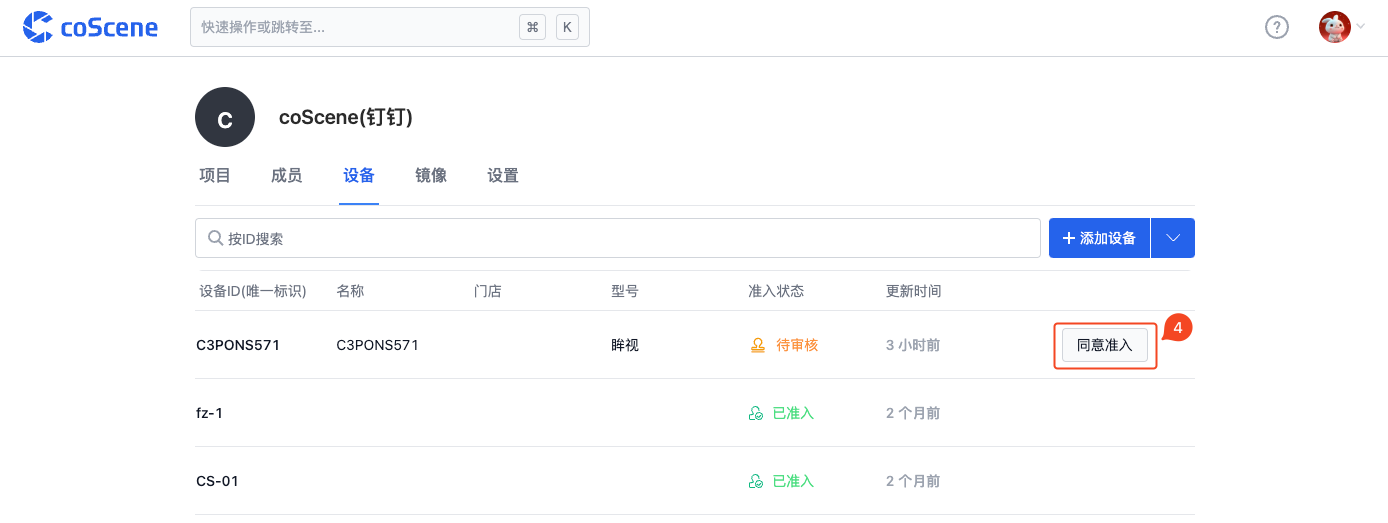 coScene 快速操作或跳转至... ⌘ K ?
C coScene(钉钉)
项目 成员 设备 镜像 设置
按ID搜索 + 添加设备
设备ID(唯一标识) 名称 门店 型号 准入状态 更新时间
C3PONS571 C3PONS571 眸视 待审核 3 小时前 同意准入 4
fz-1 已准入 2 个月前
CS-01 已准入 2 个月前